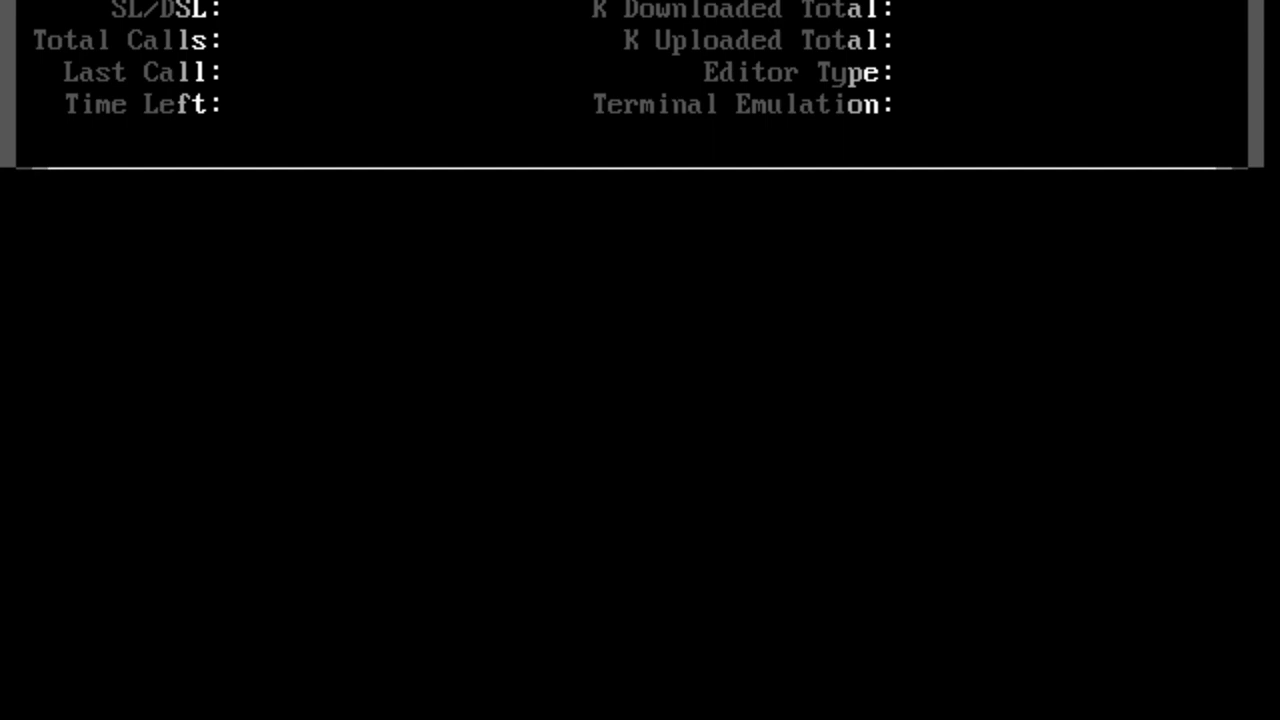 SL/DSL: K Downloaded Total:
Total Calls: K Uploaded Total:
Last Call: Editor Type:
Time Left: Terminal Emulation: